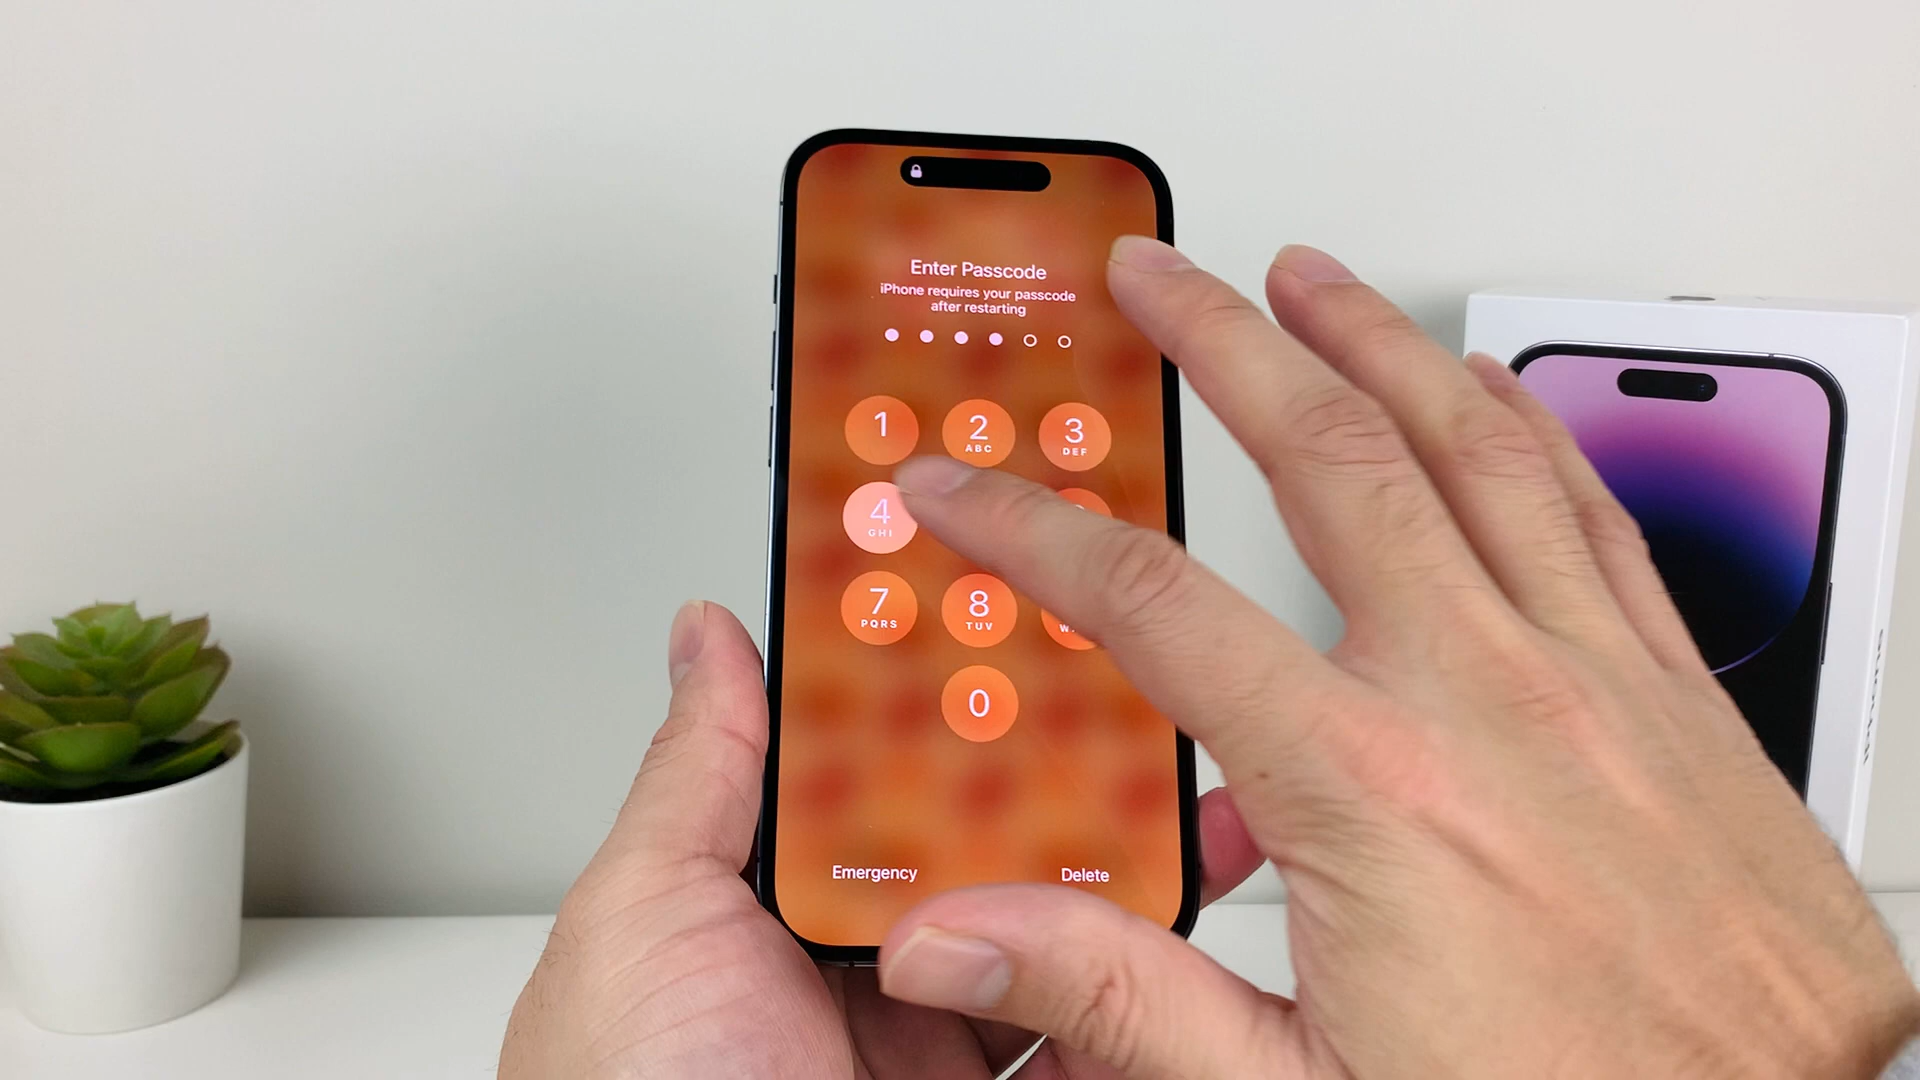 Enter Passcode
iPhone requires your passcode
after restarting
1
2
ABC
3
DEF
4
GHI
7
PQRS
8
TUV
0
Emergency
Delete
iPhone